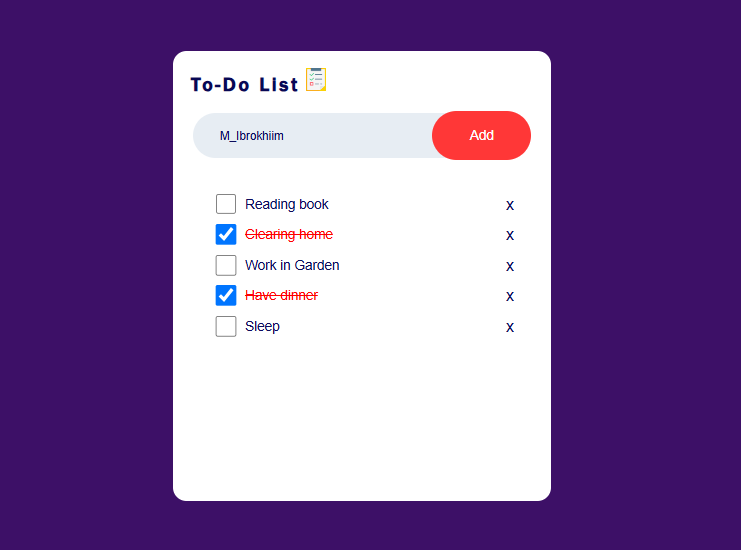 To-Do List
M_Ibrokhiim
Add
Reading book x
Clearing home x
Work in Garden x
Have dinner x
Sleep x